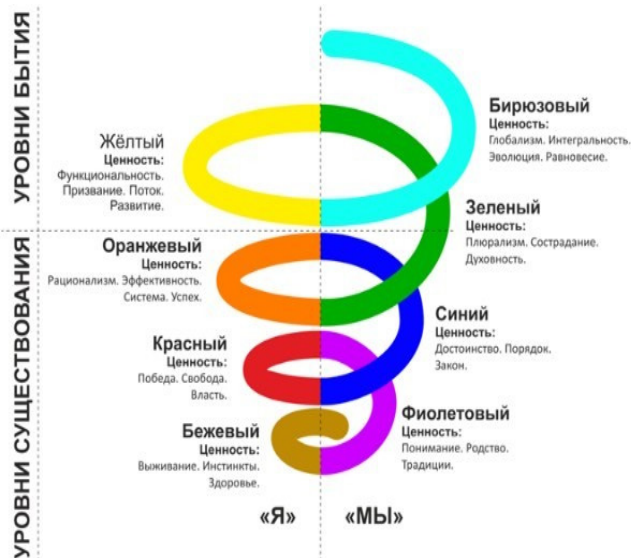 УРОВНИ БЫТИЯ
Бирюзовый
Ценность:
Глобализм. Интегральность.
Эволюция. Равновесие.
Жёлтый
Ценность:
Функциональность.
Призвание. Поток.
Развитие.
Зеленый
Ценность:
Плюрализм. Сострадание.
Духовность.
УРОВНИ СУЩЕСТВОВАНИЯ
Оранжевый
Ценность:
Рационализм. Эффективность.
Система. Успех.
Синий
Ценность:
Достоинство. Порядок.
Закон.
Красный
Ценность:
Победа. Свобода.
Власть.
Фиолетовый
Ценность:
Понимание. Родство.
Традиции.
Бежевый
Ценность:
Выживание. Инстинкты.
Здоровье.
«Я» «МЫ»